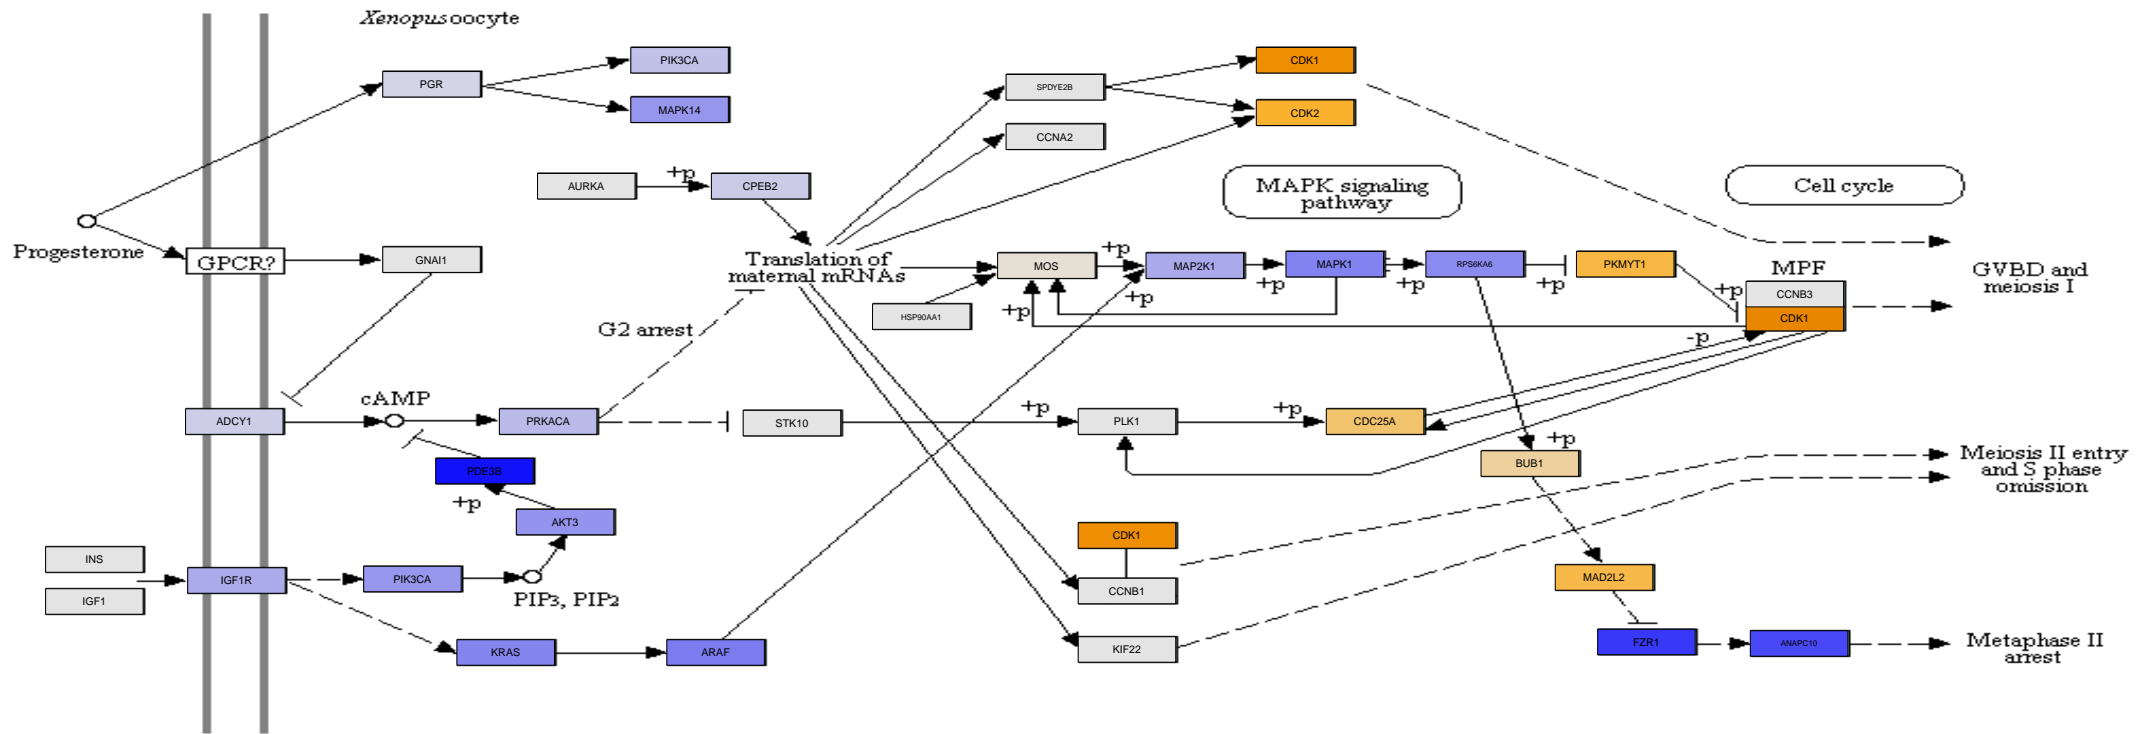 Xenopus oocyte
PIK3CA
CDK1
PGR
SPDYE2B
MAPK14
CDK2
CCNA2
+p
AURKA
CPEB2
MAPK signaling
pathway
Cell cycle
Progesterone
GPCR?
GNAI1
Translation of
maternal mRNAs
MOS
+p
MAP2K1
+p
MAPK1
+p
RPS6KA6
+p
PKMYT1
+p
MPF
CCNB3
CDK1
GVBD and
meiosis I
HSP90AA1
+p
+p
-p
G2 arrest
cAMP
ADCY1
PRKACA
STK10
+p
PLK1
+p
CDC25A
+p
BUB1
PDE3B
+p
AKT3
Meiosis II entry
and S phase
omission
INS
IGF1
IGF1R
PIK3CA
PIP3, PIP2
CDK1
CCNB1
MAD2L2
KRAS
ARAF
KIF22
FZR1
ANAPC10
Metaphase II
arrest